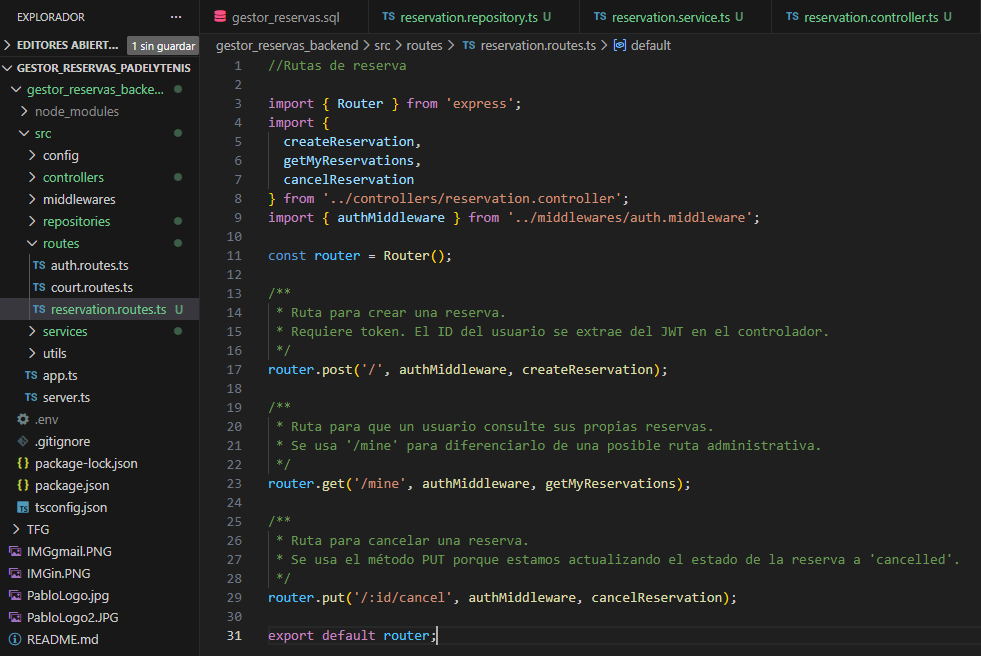 EXPLORADOR ···
EDITORES ABIERT... 1 sin guardar
GESTOR_RESERVAS_PADELYTENIS
gestor_reservas_backe...
node_modules
src
config
controllers
middlewares
repositories
routes
TS auth.routes.ts
TS court.routes.ts
TS reservation.routes.ts U
services
utils
TS app.ts
TS server.ts
.env
.gitignore
{} package-lock.json
{} package.json
TS tsconfig.json
TFG
IMGgmail.PNG
IMGin.PNG
PabloLogo.jpg
PabloLogo2.JPG
README.md
gestor_reservas.sql TS reservation.repository.ts U TS reservation.service.ts U TS reservation.controller.ts U
gestor_reservas_backend > src > routes > TS reservation.routes.ts > default
1 //Rutas de reserva
2
3 import { Router } from 'express';
4 import {
5   createReservation,
6   getMyReservations,
7   cancelReservation
8 } from '../controllers/reservation.controller';
9 import { authMiddleware } from '../middlewares/auth.middleware';
10
11 const router = Router();
12
13 /**
14  * Ruta para crear una reserva.
15  * Requiere token. El ID del usuario se extrae del JWT en el controlador.
16  */
17 router.post('/', authMiddleware, createReservation);
18
19 /**
20  * Ruta para que un usuario consulte sus propias reservas.
21  * Se usa '/mine' para diferenciarlo de una posible ruta administrativa.
22  */
23 router.get('/mine', authMiddleware, getMyReservations);
24
25 /**
26  * Ruta para cancelar una reserva.
27  * Se usa el método PUT porque estamos actualizando el estado de la reserva a 'cancelled'.
28  */
29 router.put('/:id/cancel', authMiddleware, cancelReservation);
30
31 export default router;